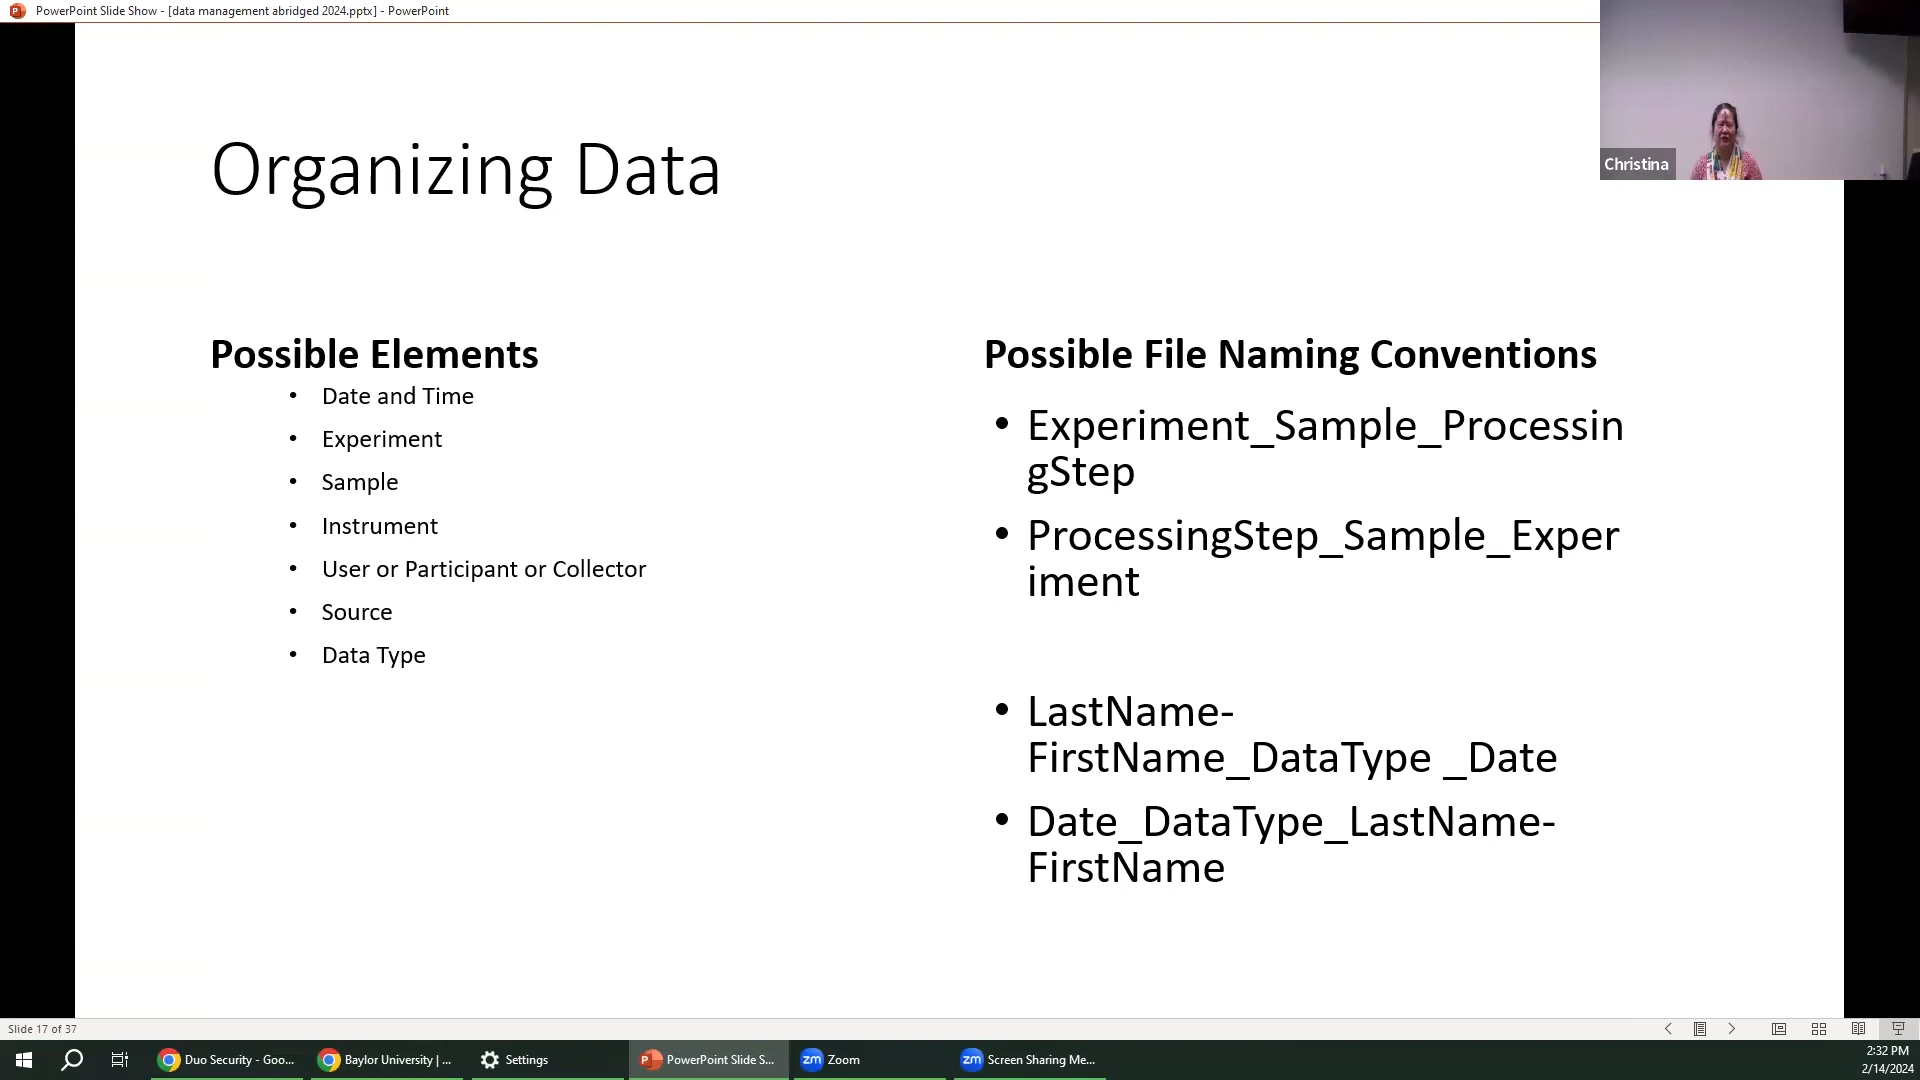 PowerPoint Slide Show - [data management abridged 2024.pptx] - PowerPoint
Christina
Organizing Data
Possible Elements
• Date and Time
• Experiment
• Sample
• Instrument
• User or Participant or Collector
• Source
• Data Type
Possible File Naming Conventions
• Experiment_Sample_Processin
gStep
• ProcessingStep_Sample_Exper
iment
• LastName-
FirstName_DataType _Date
• Date_DataType_LastName-
FirstName
Slide 17 of 37
Duo Security - Goo...
Baylor University | ...
Settings
PowerPoint Slide S...
zm Zoom
zm Screen Sharing Me...
2:32 PM
2/14/2024